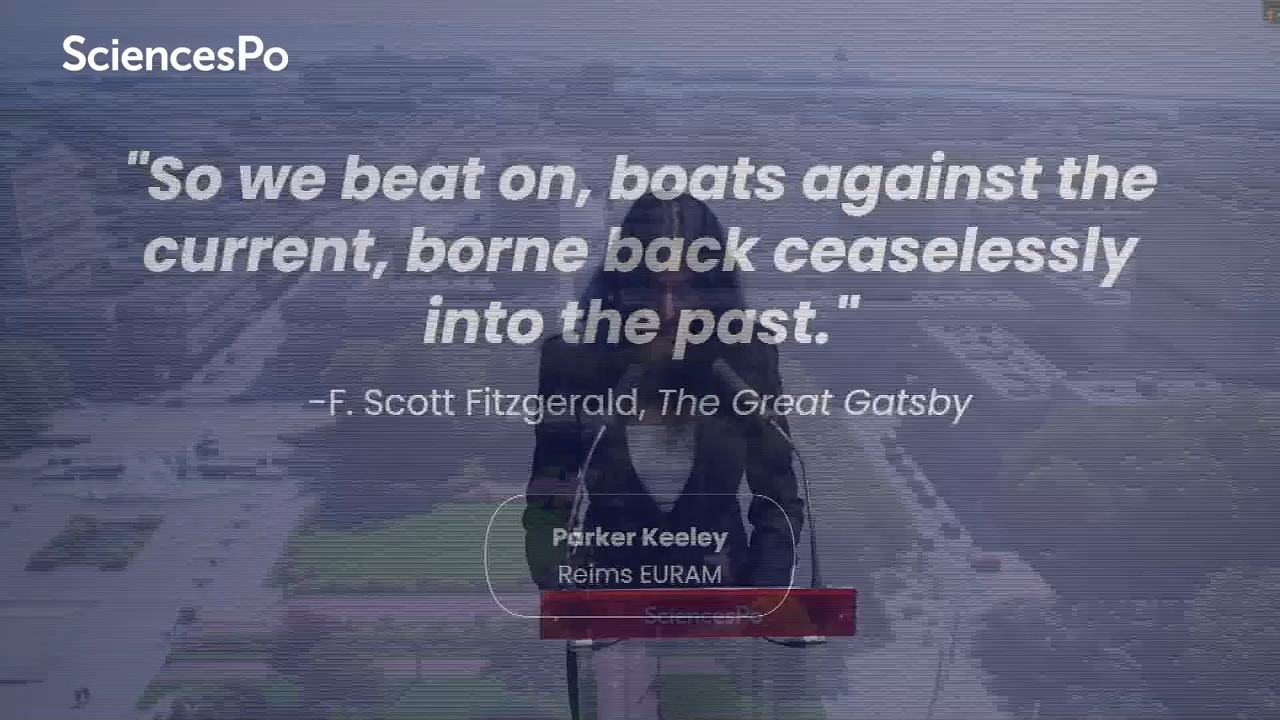 SciencesPo
"So we beat on, boats against the
current, borne back ceaselessly
into the past."
–F. Scott Fitzgerald, The Great Gatsby
Parker Keeley
Reims EURAM
SciencesPo